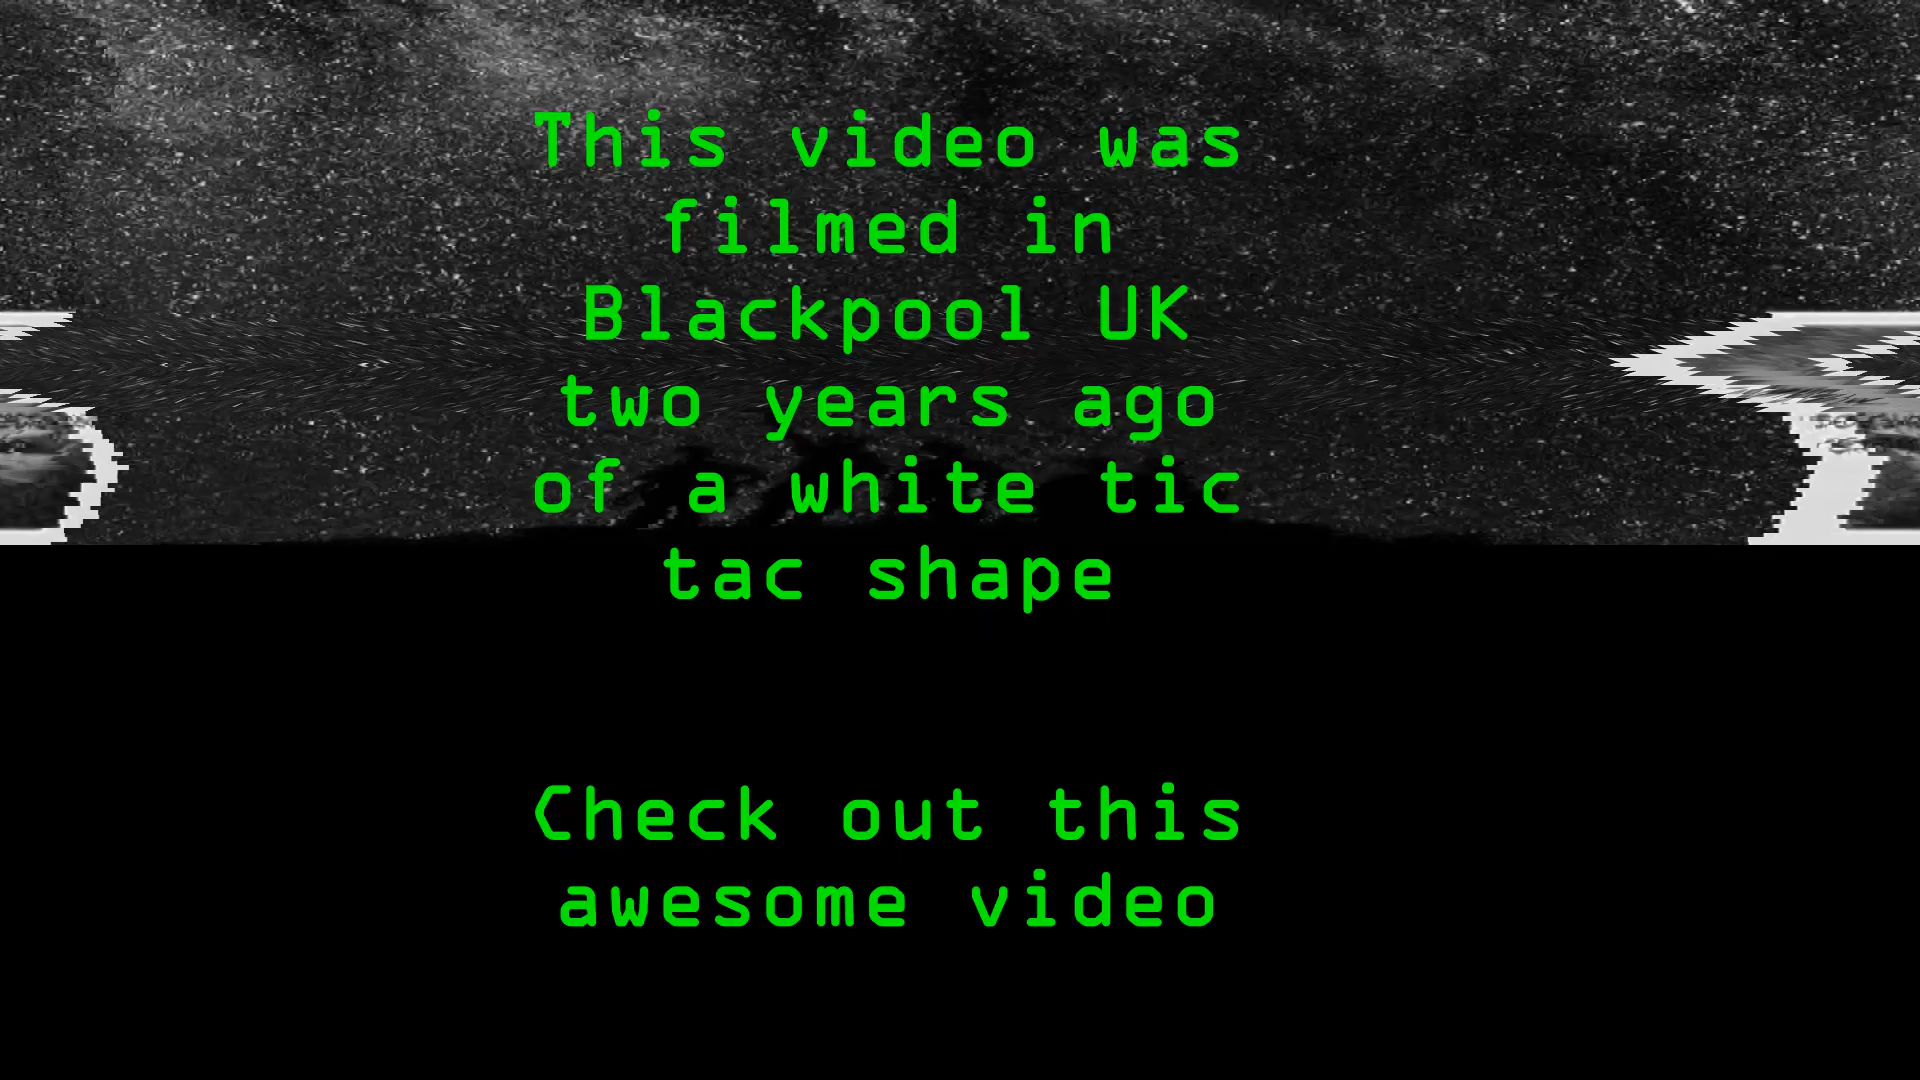 This video was
filmed in
Blackpool UK
two years ago
of a white tic
tac shape
Check out this
awesome video